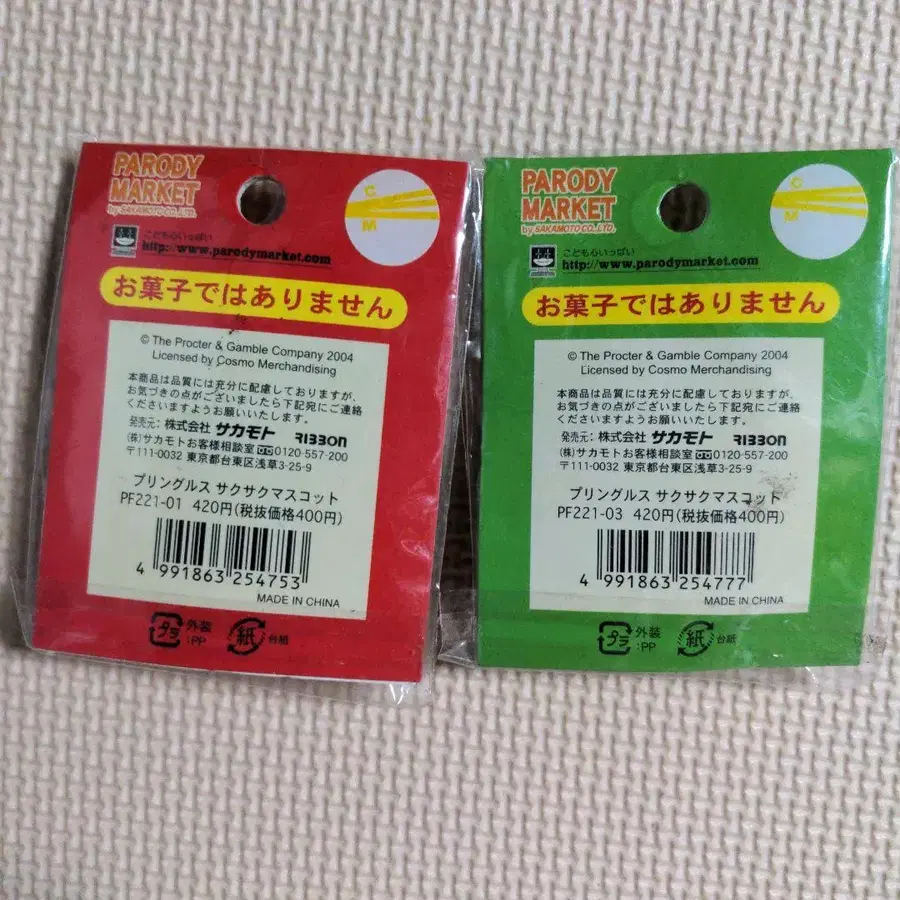 PARODY
MARKET
by SAKAMOTO CO.,LTD.
C
M
こども心いっぱい
http://www.parodymarket.com
お菓子ではありません
© The Procter & Gamble Company 2004
Licensed by Cosmo Merchandising
本商品は品質には充分に配慮しておりますが、
お気づきの点がございましたら下記宛にご連絡
くださいますようお願いいたします。
発売元：株式会社 サカモト RIBBON
(株)サカモトお客様相談室 0120-557-200
〒111-0032 東京都台東区浅草3-25-9
プリングルス サクサクマスコット
PF221-01 420円(税抜価格400円)
4 991863 254753
MADE IN CHINA
プラ 外装
:PP
紙 台紙
PARODY
MARKET
by SAKAMOTO CO.,LTD.
C
M
こども心いっぱい
http://www.parodymarket.com
お菓子ではありません
© The Procter & Gamble Company 2004
Licensed by Cosmo Merchandising
本商品は品質には充分に配慮しておりますが、
お気づきの点がございましたら下記宛にご連絡
くださいますようお願いいたします。
発売元：株式会社 サカモト RIBBON
(株)サカモトお客様相談室 0120-557-200
〒111-0032 東京都台東区浅草3-25-9
プリングルス サクサクマスコット
PF221-03 420円(税抜価格400円)
4 991863 254777
MADE IN CHINA
プラ 外装
:PP
紙 台紙